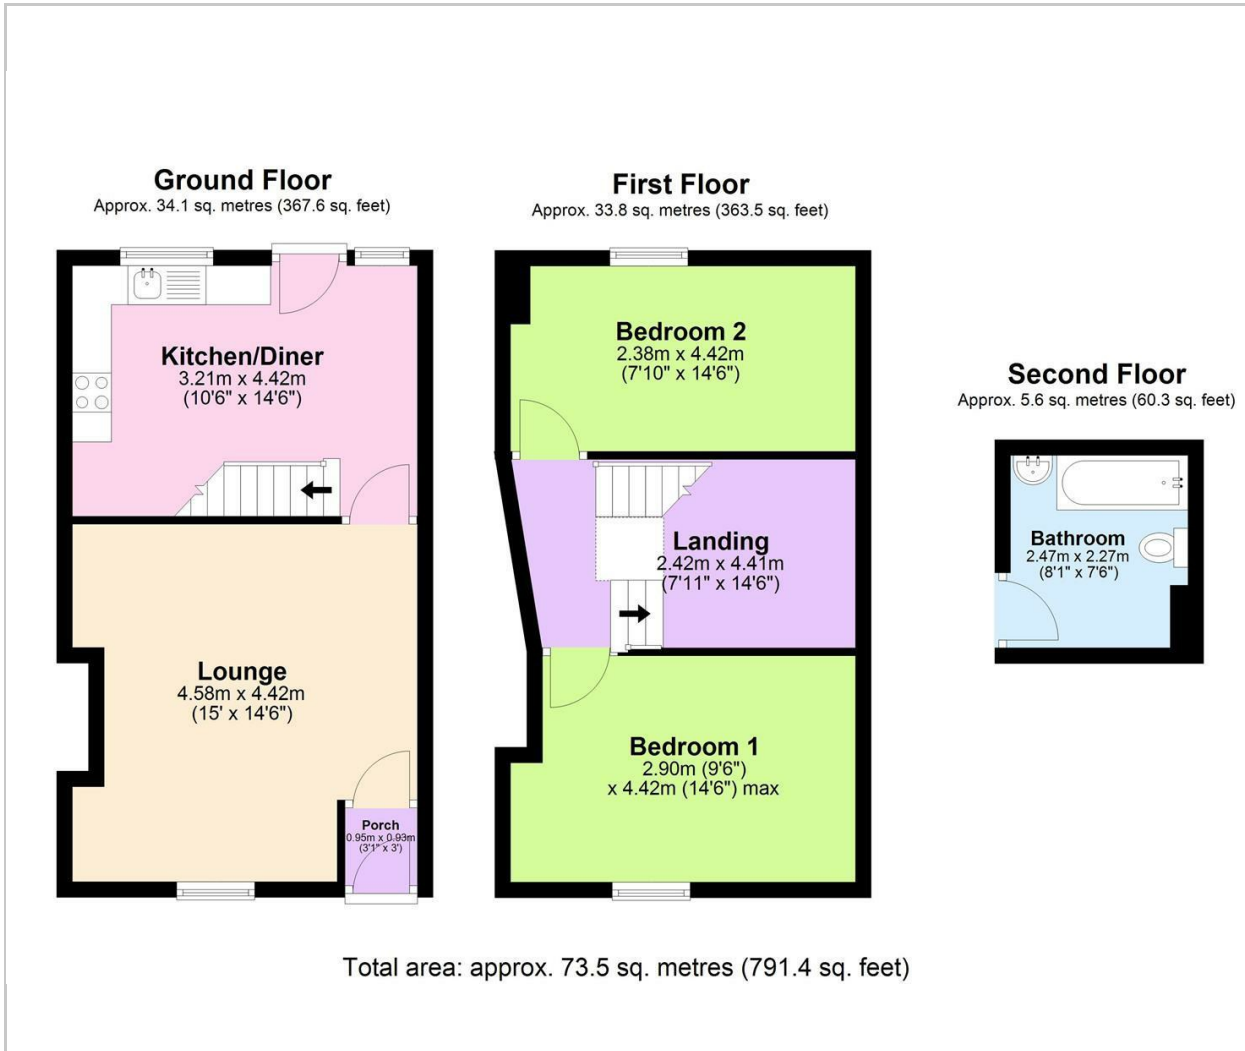 Ground Floor
Approx. 34.1 sq. metres (367.6 sq. feet)
Kitchen/Diner
3.21m x 4.42m
(10'6" x 14'6")
Lounge
4.58m x 4.42m
(15' x 14'6")
Porch
0.95m x 0.93m
(3'1" x 3')
First Floor
Approx. 33.8 sq. metres (363.5 sq. feet)
Bedroom 2
2.38m x 4.42m
(7'10" x 14'6")
Landing
2.42m x 4.41m
(7'11" x 14'6")
Bedroom 1
2.90m (9'6")
x 4.42m (14'6") max
Second Floor
Approx. 5.6 sq. metres (60.3 sq. feet)
Bathroom
2.47m x 2.27m
(8'1" x 7'6")
Total area: approx. 73.5 sq. metres (791.4 sq. feet)